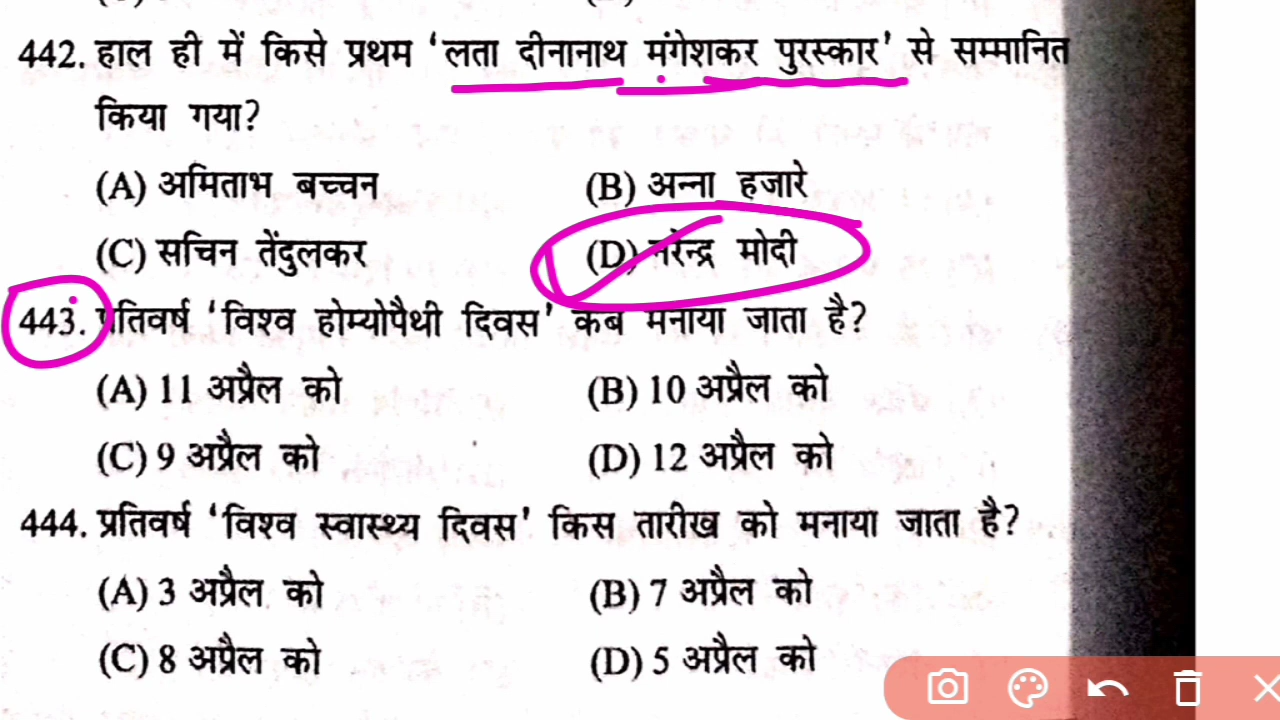 442. हाल ही में किसे प्रथम ‘लता दीनानाथ मंगेशकर पुरस्कार’ से सम्मानित
किया गया?
(A) अमिताभ बच्चन (B) अन्ना हजारे
(C) सचिन तेंदुलकर (D) नरेन्द्र मोदी
443. प्रतिवर्ष ‘विश्व होम्योपैथी दिवस’ कब मनाया जाता है?
(A) 11 अप्रैल को (B) 10 अप्रैल को
(C) 9 अप्रैल को (D) 12 अप्रैल को
444. प्रतिवर्ष ‘विश्व स्वास्थ्य दिवस’ किस तारीख को मनाया जाता है?
(A) 3 अप्रैल को (B) 7 अप्रैल को
(C) 8 अप्रैल को (D) 5 अप्रैल को